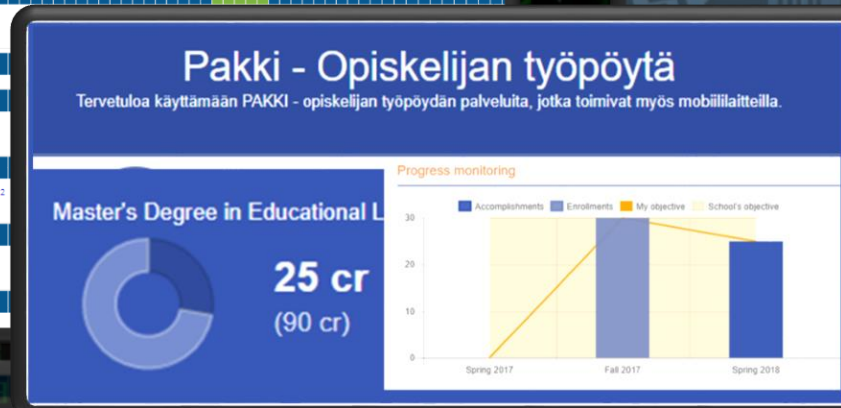 Pakki - Opiskelijan työpöytä
Tervetuloa käyttämään PAKKI - opiskelijan työpöydän palveluita, jotka toimivat myös mobiililaitteilla.
Master's Degree in Educational L
25 cr
(90 cr)
Progress monitoring
Accomplishments Enrollments My objective School's objective
30
20
10
0
Spring 2017 Fall 2017 Spring 2018